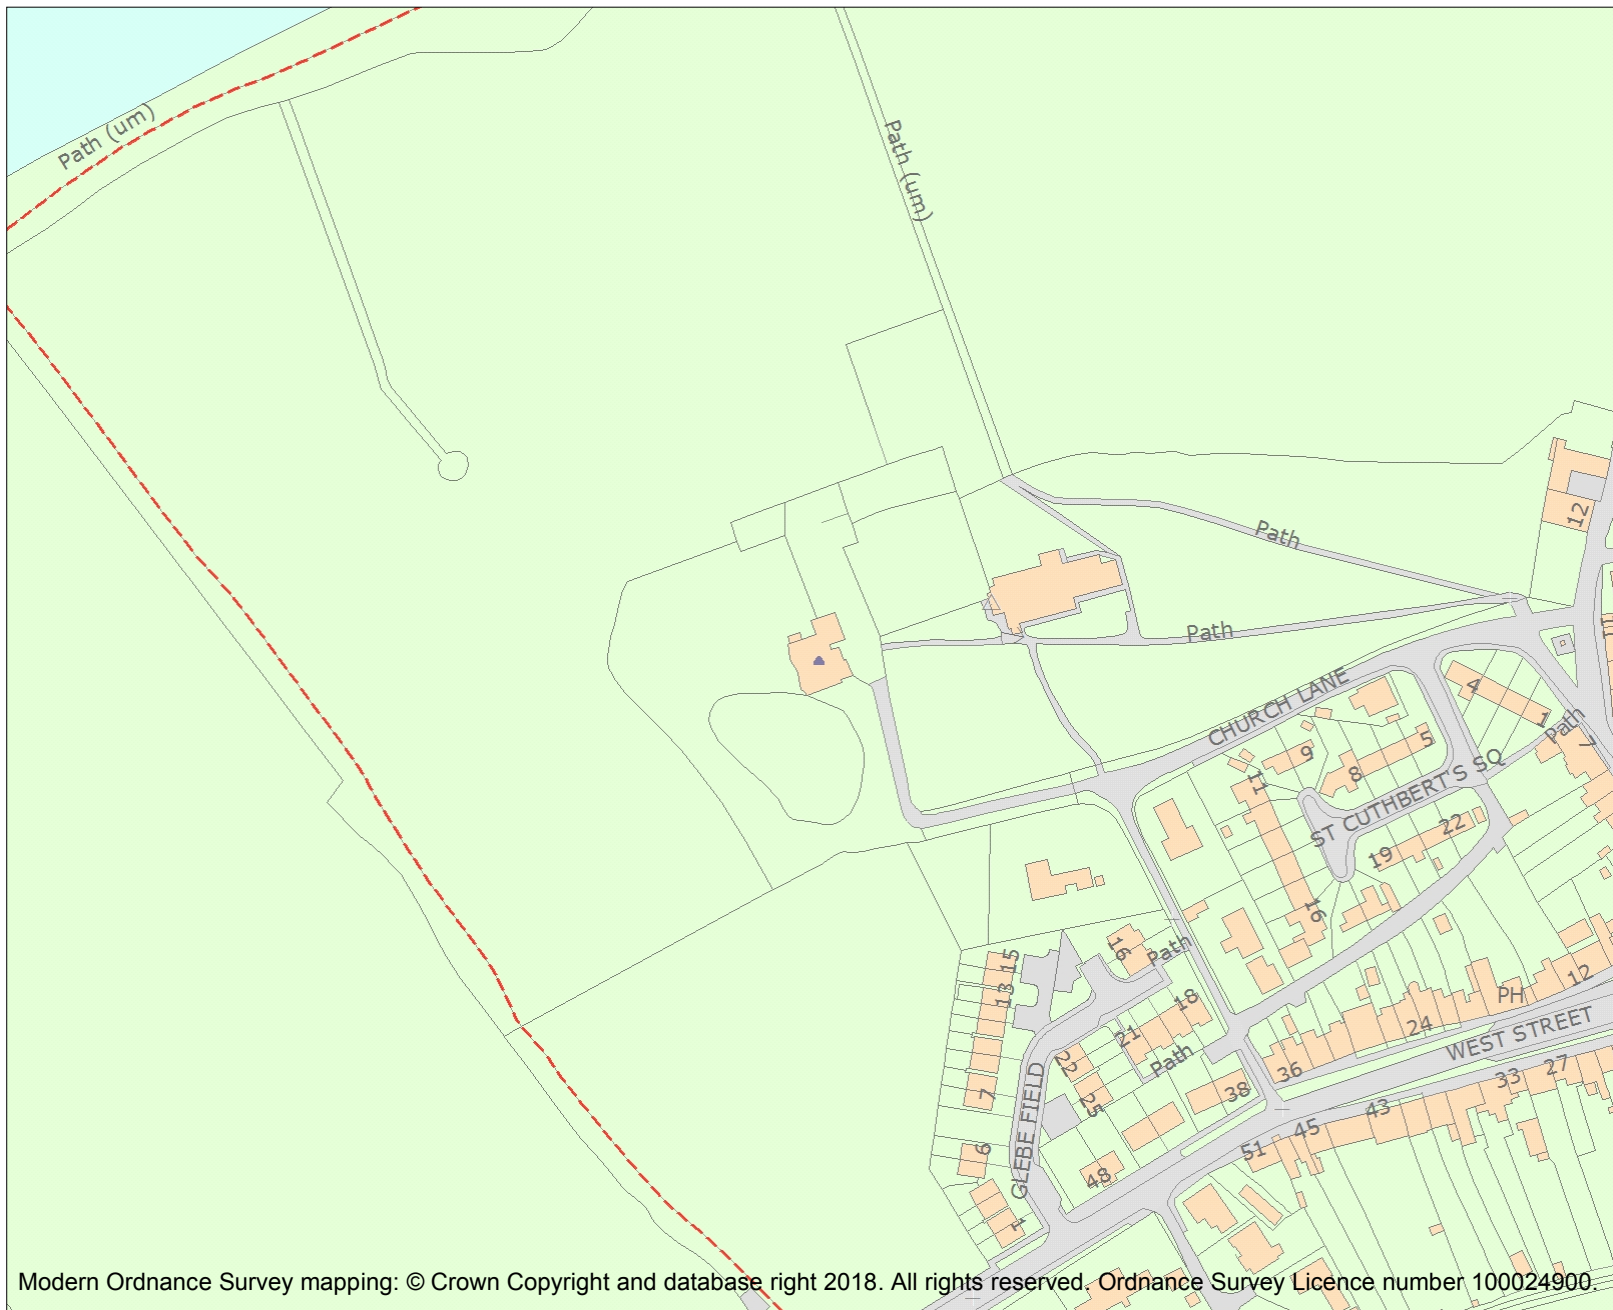 Path (um)
Path (um)
Path
12
11
Path
CHURCH LANE
4
1
Path
7
9
5
8
11
ST CUTHBERT'S SQ
22
19
16
16
Path
15
13
18
21
Path
22
25
7
6
GLEBE FIELD
1
48
38
36
24
PH
12
WEST STREET
27
33
43
45
51
Modern Ordnance Survey mapping: © Crown Copyright and database right 2018. All rights reserved. Ordnance Survey Licence number 100024900.